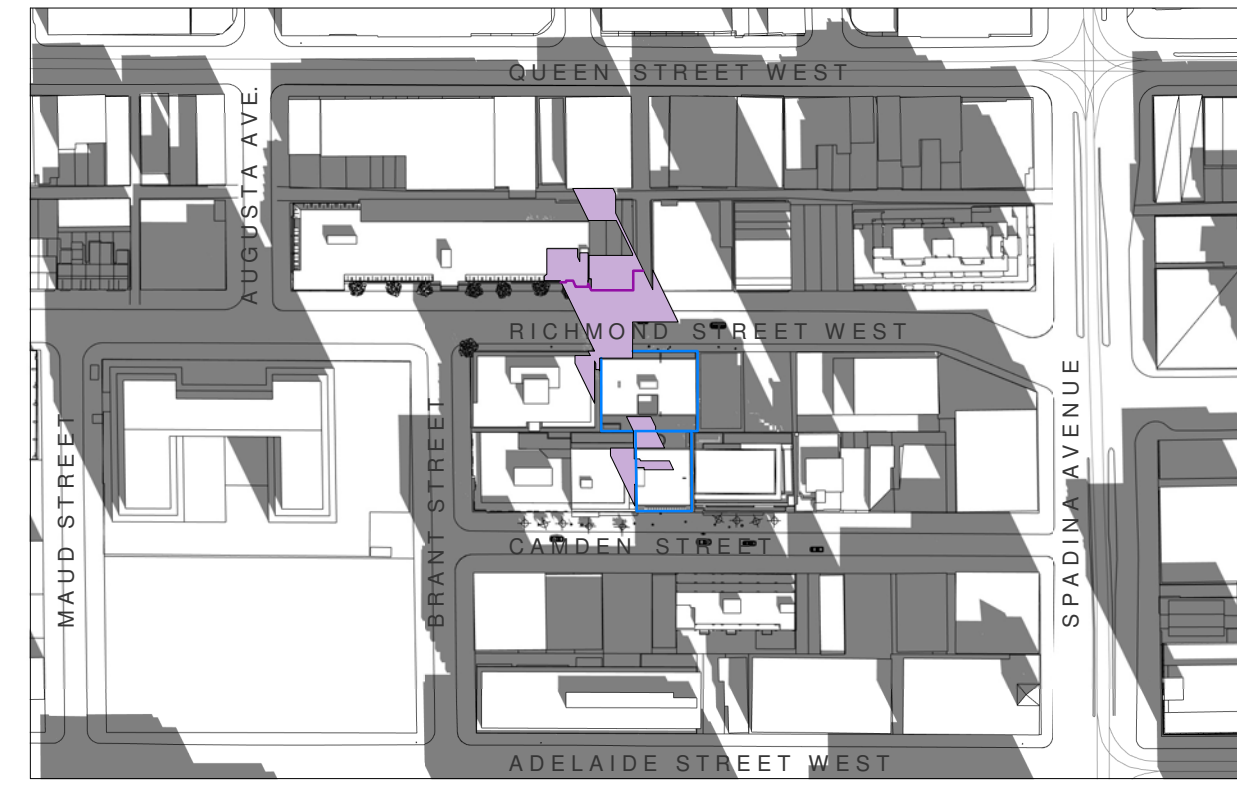 QUEEN STREET WEST
AUGUSTA AVE.
RICHMOND STREET WEST
MAUD STREET
BRANT STREET
CAMDEN STREET
SPADINA AVENUE
ADELAIDE STREET WEST